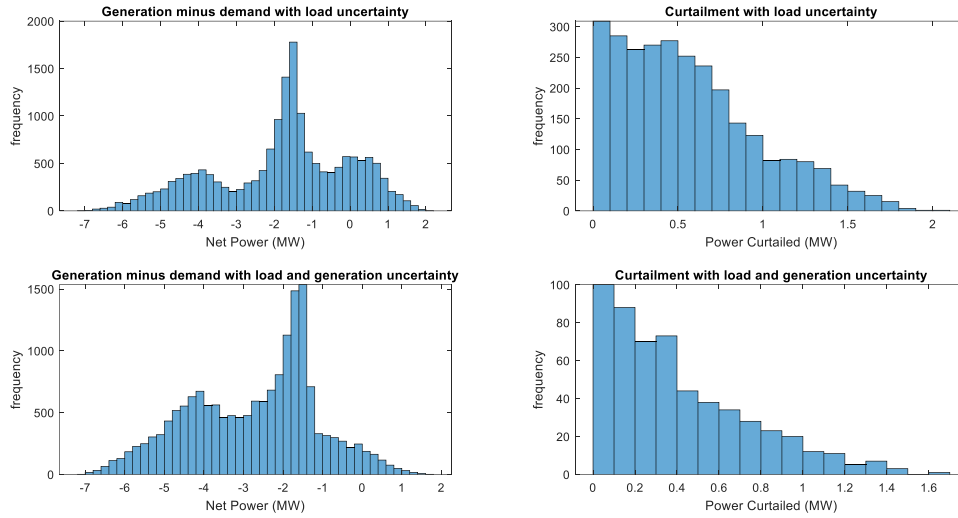 Generation minus demand with load uncertainty
2000
1500
1000
500
0
frequency
-7 -6 -5 -4 -3 -2 -1 0 1 2
Net Power (MW)
Curtailment with load uncertainty
300
250
200
150
100
50
0
frequency
0 0.5 1 1.5 2
Power Curtailed (MW)
Generation minus demand with load and generation uncertainty
1500
1000
500
0
frequency
-7 -6 -5 -4 -3 -2 -1 0 1 2
Net Power (MW)
Curtailment with load and generation uncertainty
100
80
60
40
20
0
frequency
0 0.2 0.4 0.6 0.8 1 1.2 1.4 1.6
Power Curtailed (MW)